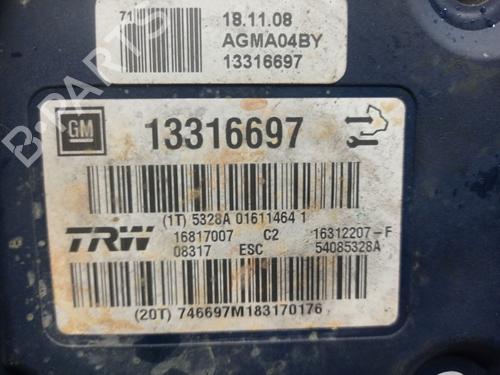 71
18.11.08
AGMA04BY
13316697
B-PARTS
GM
13316697
(1T) 5328A 01611464 1
TRW
16817007 C2 16312207-F
08317 ESC 54085328A
(20T) 746697M183170176